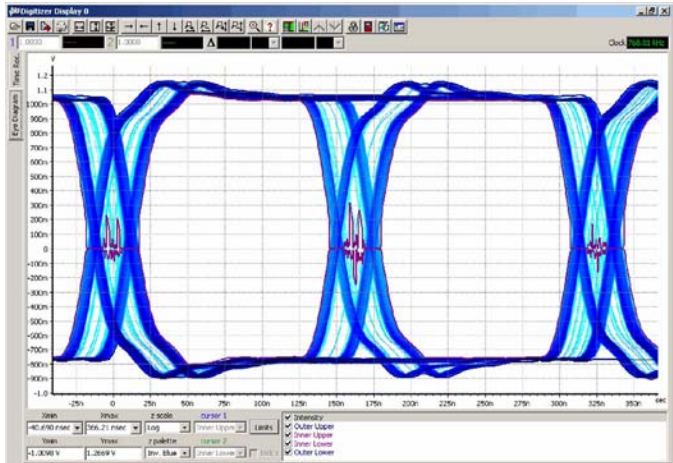 Digitizer Display 0
1 1.0000 2 1.0000 Δ Clock
Time Rec.
Eye Diagram
V
1.2
1.1
1000m
900m
800m
700m
600m
500m
400m
300m
200m
100m
0
-100m
-200m
-300m
-400m
-500m
-600m
-700m
-800m
-900m
-1.0
-25n 0 25n 50n 75n 100n 125n 150n 175n 200n 225n 250n 275n 300n 325n 350n sec
Xmin Xmax z scale cursor 1
-40.690 nsec 366.21 nsec Log Inner Upper Limits
Ymin Ymax z palette cursor 2
-1.0098 V 1.2669 V Inv. Blue Inner Lower
Intensity
Outer Upper
Inner Upper
Inner Lower
Outer Lower